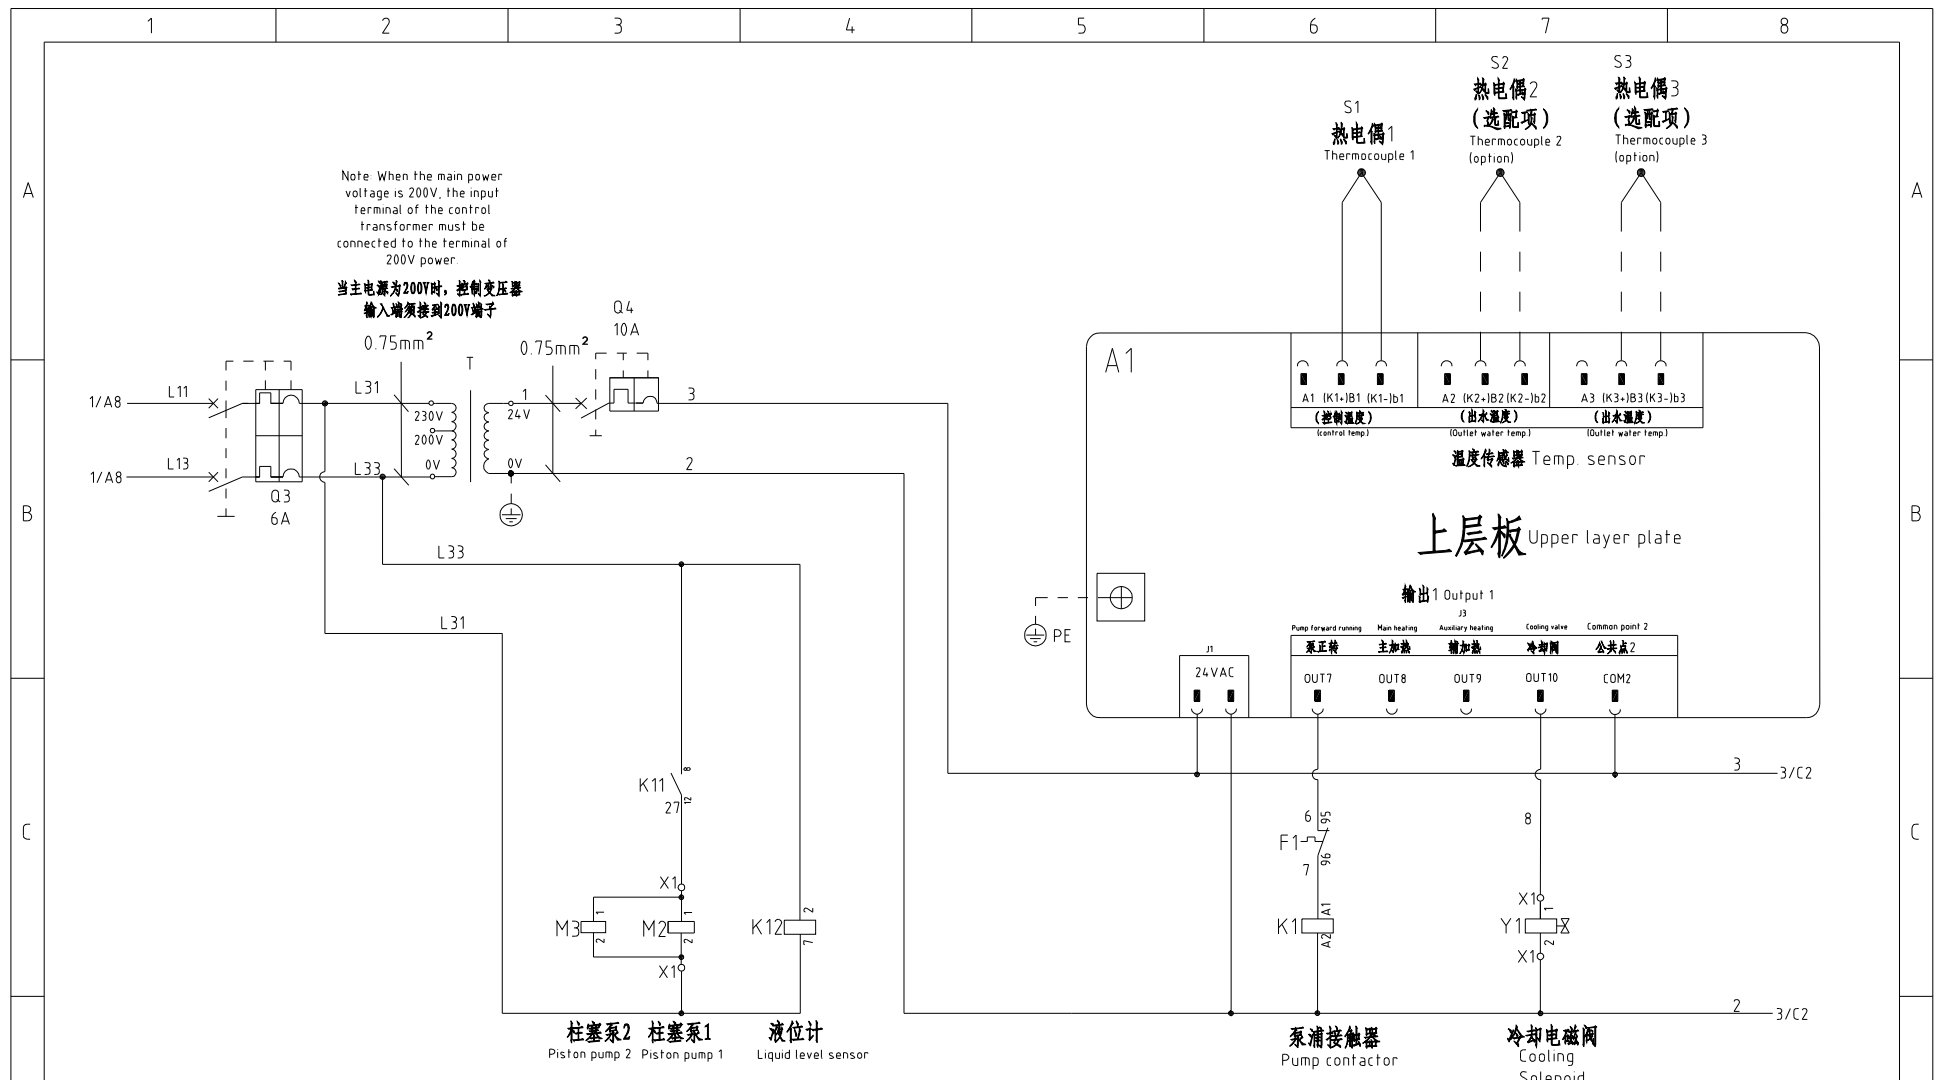 1 2 3 4 5 6 7 8
A
B
C
A
B
C
Note: When the main power
voltage is 200V, the input
terminal of the control
transformer must be
connected to the terminal of
200V power.
当主电源为200V时，控制变压器
输入端须接到200V端子
0.75mm²
T
0.75mm²
Q4
10A
1/A8
L11
L31
230V
200V
0V
1
24V
3
1/A8
L13
L33
0V
2
Q3
6A
L33
L31
K11
8
12
27
X1
M3
1
2
M2
1
2
X1
K12
2
7
柱塞泵2
Piston pump 2
柱塞泵1
Piston pump 1
液位计
Liquid level sensor
S1
热电偶1
Thermocouple 1
S2
热电偶2
(选配项)
Thermocouple 2
(option)
S3
热电偶3
(选配项)
Thermocouple 3
(option)
A1
A1 (K1+)B1 (K1-)b1
(控制温度)
(control temp.)
A2 (K2+)B2 (K2-)b2
(出水温度)
(Outlet water temp.)
A3 (K3+)B3 (K3-)b3
(出水温度)
(Outlet water temp.)
温度传感器 Temp. sensor
上层板 Upper layer plate
输出1 Output 1
J3
Pump forward running Main heating Auxiliary heating Cooling valve Common point 2
泵正转 主加热 辅加热 冷却阀 公共点2
OUT7 OUT8 OUT9 OUT10 COM2
PE
J1
24VAC
3
3/C2
6
95
F1
96
7
K1
A1
A2
8
X1
Y1
1
2
X1
2
3/C2
泵浦接触器
Pump contactor
冷却电磁阀
Cooling
Solenoid